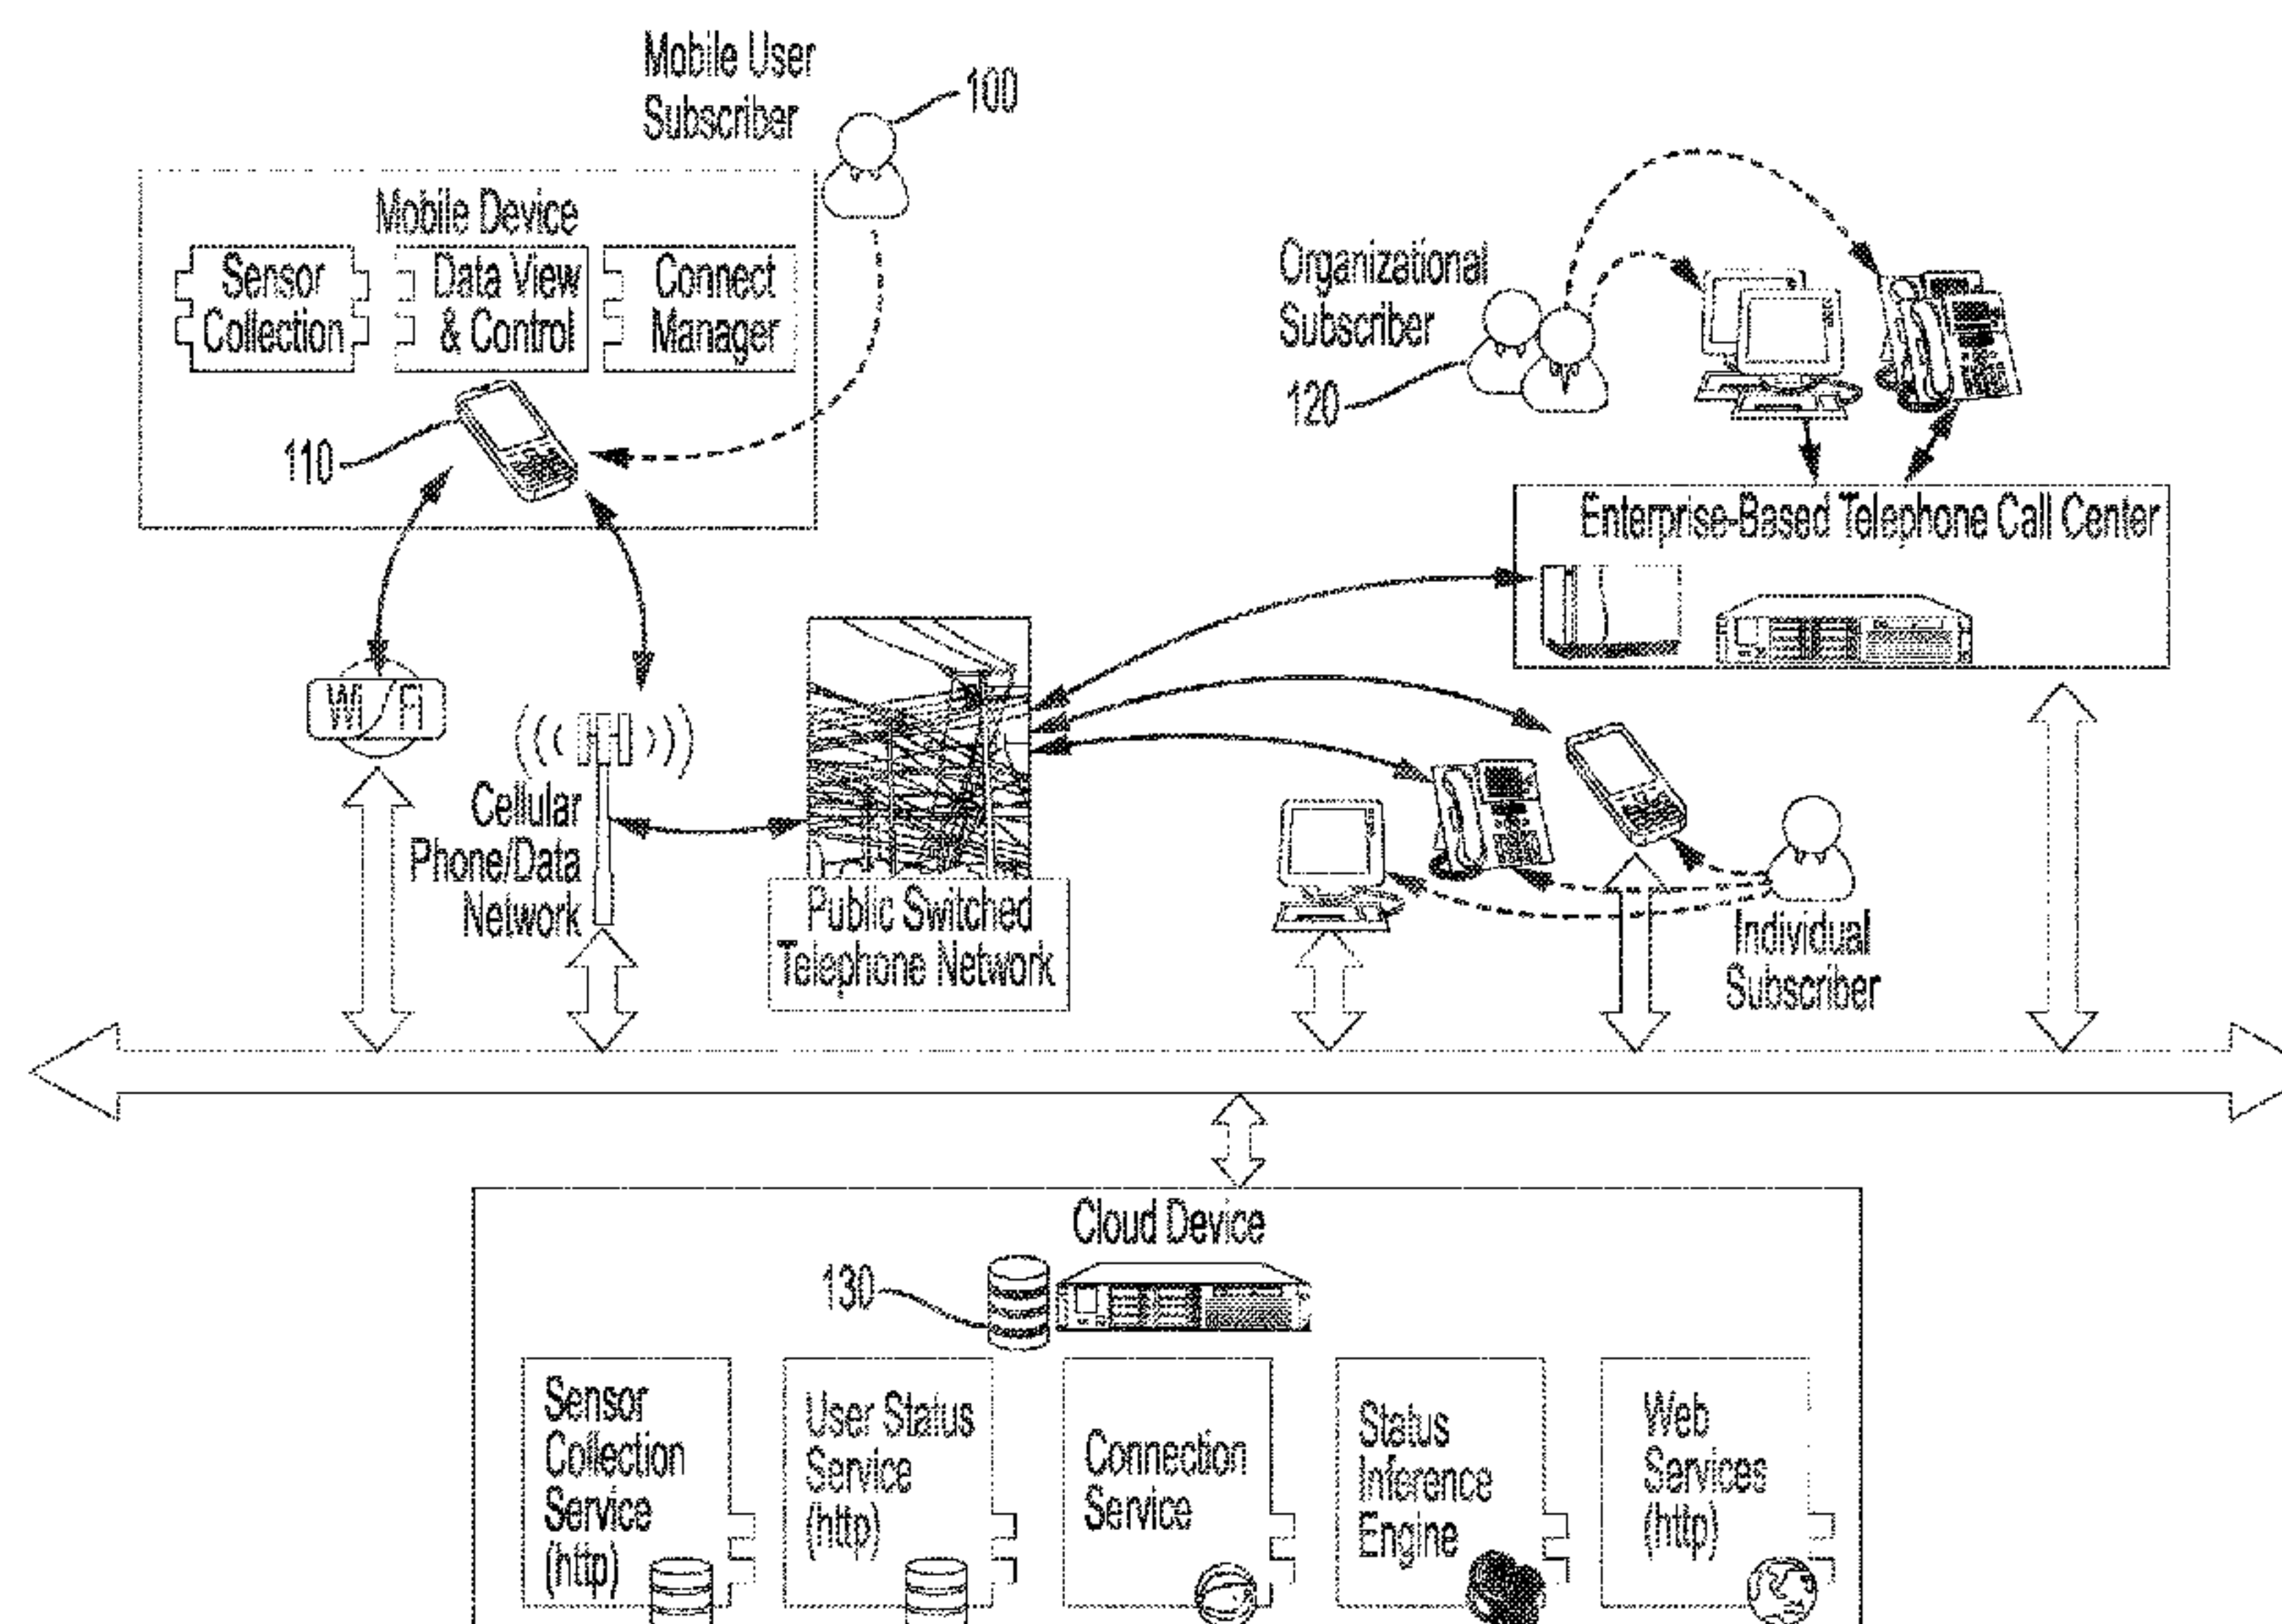 Mobile User
Subscriber
100
Mobile Device
Sensor
Collection
Data View
& Control
Connect
Manager
110
Organizational
Subscriber
120
Enterprise-Based Telephone Call Center
Wi Fi
Cellular
Phone/Data
Network
Public Switched
Telephone Network
Individual
Subscriber
Cloud Device
130
Sensor
Collection
Service
(http)
User Status
Service
(http)
Connection
Service
Status
Inference
Engine
Web
Services
(http)